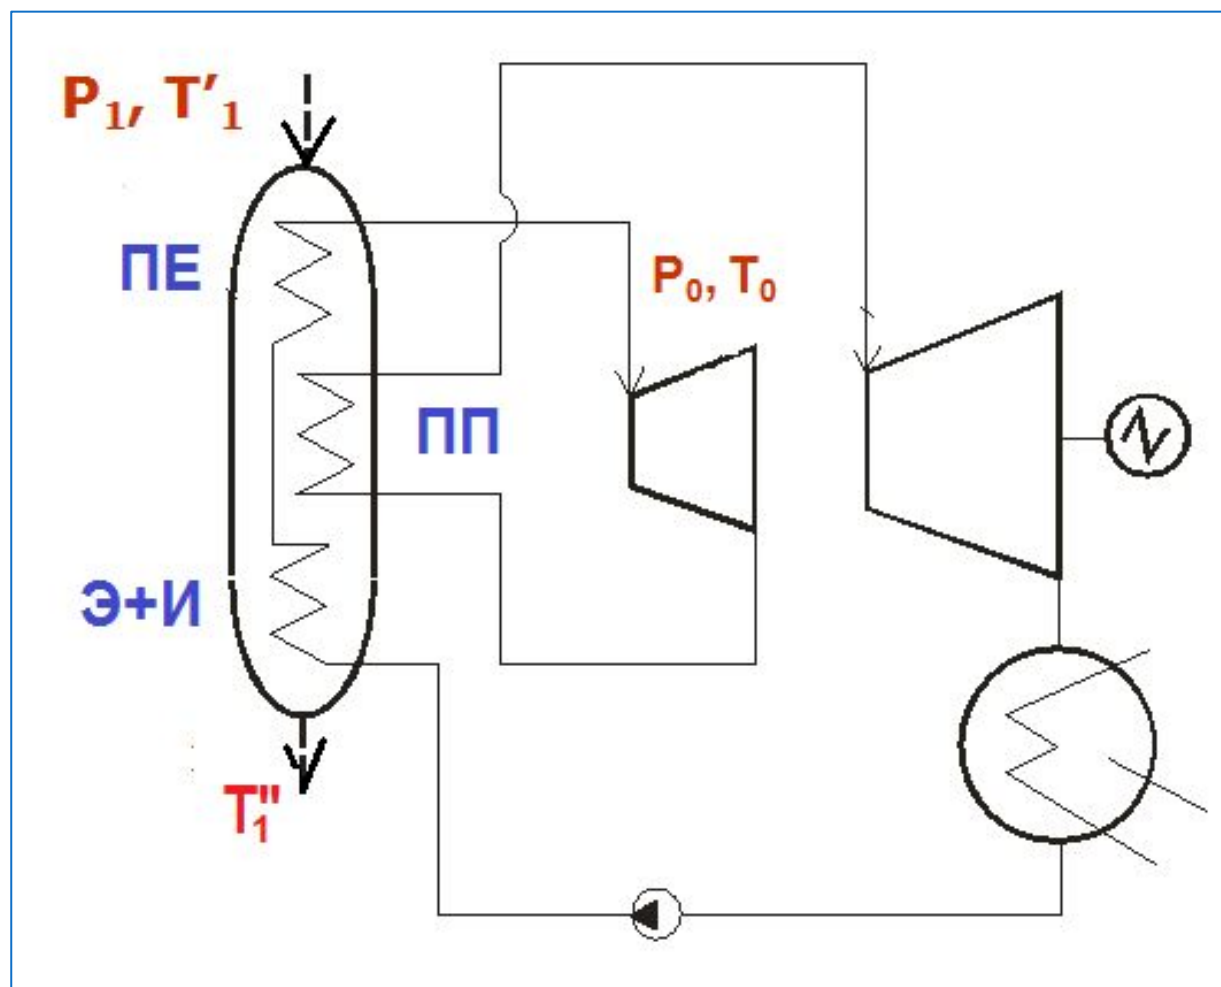 P₁, T′₁
ПЕ
P₀, T₀
ПП
Э+И
T₁"